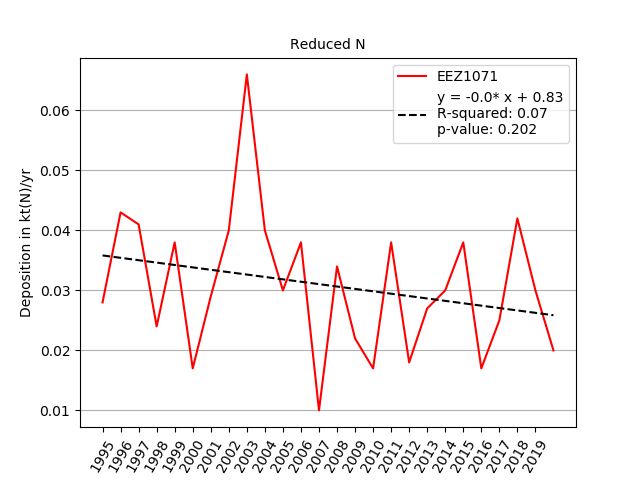 Reduced N
EEZ1071
y = -0.0* x + 0.83
R-squared: 0.07
p-value: 0.202
Deposition in kt(N)/yr
0.06
0.05
0.04
0.03
0.02
0.01
1995 1996 1997 1998 1999 2000 2001 2002 2003 2004 2005 2006 2007 2008 2009 2010 2011 2012 2013 2014 2015 2016 2017 2018 2019